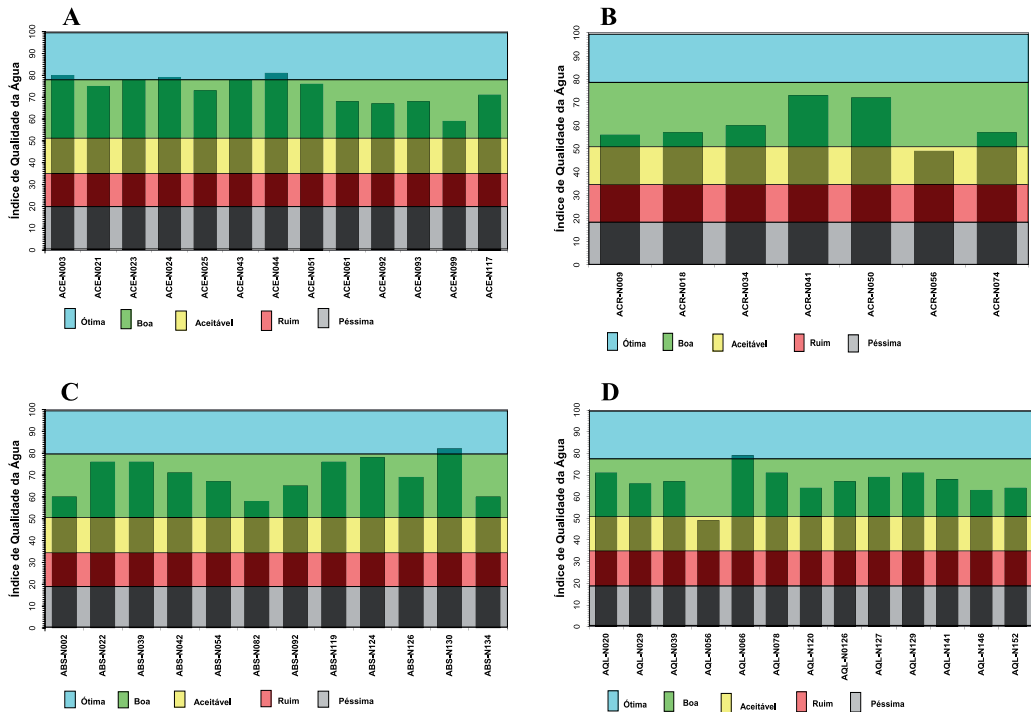 A
Índice de Qualidade da Água
0 10 20 30 40 50 60 70 80 90 100
ACE-N003 ACE-N021 ACE-N023 ACE-N024 ACE-N025 ACE-N043 ACE-N044 ACE-N051 ACE-N061 ACE-N092 ACE-N093 ACE-N099 ACE-N117
Ótima Boa Aceitável Ruim Péssima
B
Índice de Qualidade da Água
0 10 20 30 40 50 60 70 80 90 100
ACR-N009 ACR-N018 ACR-N034 ACR-N041 ACR-N050 ACR-N056 ACR-N074
Ótima Boa Aceitável Ruim Péssima
C
Índice de Qualidade da Água
0 10 20 30 40 50 60 70 80 90 100
ABS-N002 ABS-N022 ABS-N039 ABS-N042 ABS-N054 ABS-N082 ABS-N092 ABS-N119 ABS-N124 ABS-N126 ABS-N130 ABS-N134
Ótima Boa Aceitável Ruim Péssima
D
Índice de Qualidade da Água
0 10 20 30 40 50 60 70 80 90 100
AQL-N020 AQL-N029 AQL-N039 AQL-N056 AQL-N066 AQL-N078 AQL-N120 AQL-N0126 AQL-N127 AQL-N129 AQL-N141 AQL-N146 AQL-N152
Ótima Boa Aceitável Ruim Péssima